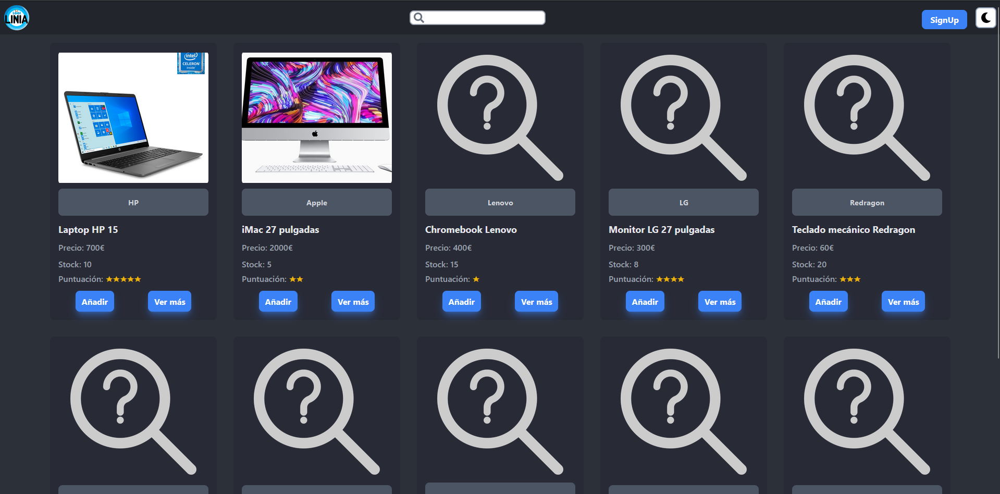 LOGI
LINIA
SignUp
intel
CELERON
inside
HP
Laptop HP 15
Precio: 700€
Stock: 10
Puntuación: ★★★★★
Añadir
Ver más
Apple
iMac 27 pulgadas
Precio: 2000€
Stock: 5
Puntuación: ★★
Añadir
Ver más
Lenovo
Chromebook Lenovo
Precio: 400€
Stock: 15
Puntuación: ★
Añadir
Ver más
LG
Monitor LG 27 pulgadas
Precio: 300€
Stock: 8
Puntuación: ★★★★
Añadir
Ver más
Redragon
Teclado mecánico Redragon
Precio: 60€
Stock: 20
Puntuación: ★★★
Añadir
Ver más